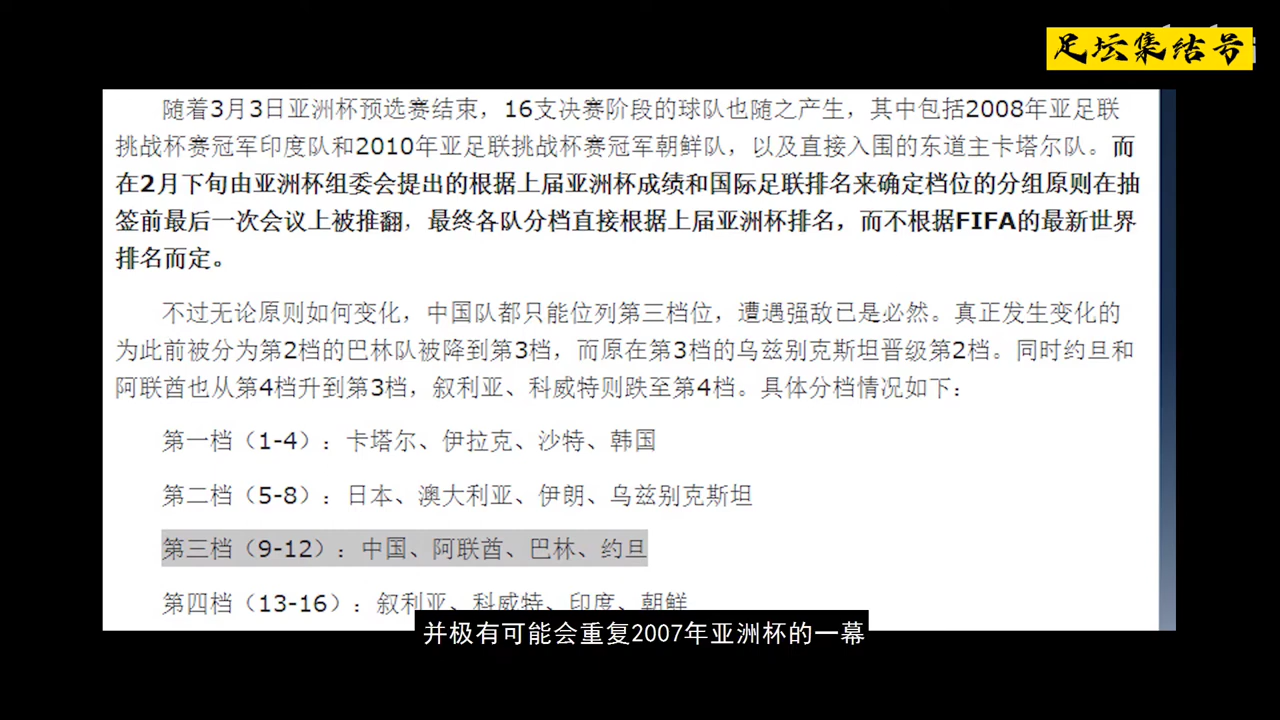 足坛集结号
随着3月3日亚洲杯预选赛结束，16支决赛阶段的球队也随之产生，其中包括2008年亚足联
挑战杯赛冠军印度队和2010年亚足联挑战杯赛冠军朝鲜队，以及直接入围的东道主卡塔尔队。而
在2月下旬由亚洲杯组委会提出的根据上届亚洲杯成绩和国际足联排名来确定档位的分组原则在抽
签前最后一次会议上被推翻，最终各队分档直接根据上届亚洲杯排名，而不根据FIFA的最新世界
排名而定。
不过无论原则如何变化，中国队都只能位列第三档位，遭遇强敌已是必然。真正发生变化的
为此前被分为第2档的巴林队被降到第3档，而原在第3档的乌兹别克斯坦晋级第2档。同时约旦和
阿联酋也从第4档升到第3档，叙利亚、科威特则跌至第4档。具体分档情况如下：
第一档（1-4）：卡塔尔、伊拉克、沙特、韩国
第二档（5-8）：日本、澳大利亚、伊朗、乌兹别克斯坦
第三档（9-12）：中国、阿联酋、巴林、约旦
第四档（13-16）：叙利亚、科威特、印度、朝鲜
并极有可能会重复2007年亚洲杯的一幕